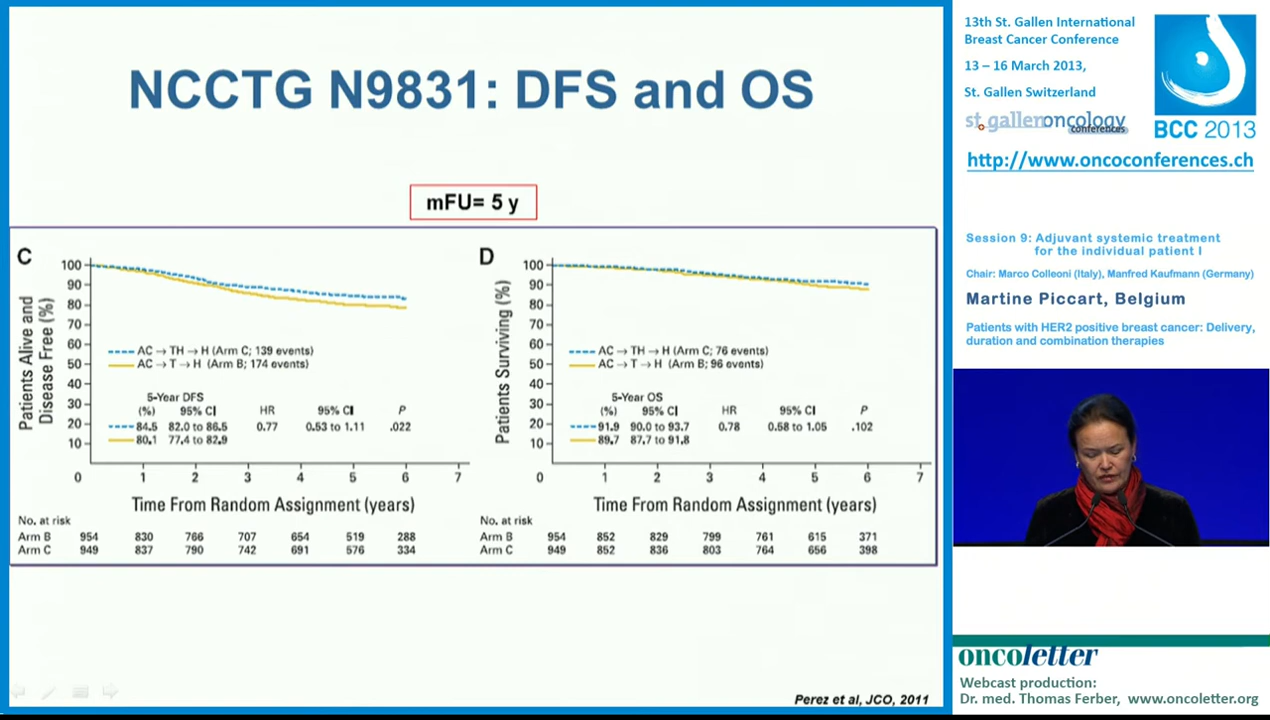 NCCTG N9831: DFS and OS
mFU= 5 y
C
Patients Alive and
Disease Free (%)
100
90
80
70
60
50
40
30
20
10
0
1
2
3
4
5
6
7
AC → TH → H (Arm C; 139 events)
AC → T → H (Arm B; 174 events)
5-Year DFS
(%) 95% CI HR 95% CI P
84.5 82.0 to 86.5 0.77 0.53 to 1.11 .022
80.1 77.4 to 82.9
Time From Random Assignment (years)
No. at risk
Arm B 954 830 766 707 654 519 288
Arm C 949 837 790 742 691 576 334
D
Patients Surviving (%)
100
90
80
70
60
50
40
30
20
10
0
1
2
3
4
5
6
7
AC → TH → H (Arm C; 76 events)
AC → T → H (Arm B; 96 events)
5-Year OS
(%) 95% CI HR 95% CI P
91.9 90.0 to 93.7 0.78 0.58 to 1.05 .102
89.7 87.7 to 91.8
Time From Random Assignment (years)
No. at risk
Arm B 954 852 829 799 761 615 371
Arm C 949 852 836 803 764 656 398
Perez et al, JCO, 2011
13th St. Gallen International
Breast Cancer Conference
13 – 16 March 2013,
St. Gallen Switzerland
st.gallenoncology
conferences
BCC 2013
http://www.oncoconferences.ch
Session 9: Adjuvant systemic treatment
for the individual patient I
Chair: Marco Colleoni (Italy), Manfred Kaufmann (Germany)
Martine Piccart, Belgium
Patients with HER2 positive breast cancer: Delivery,
duration and combination therapies
oncoletter
Webcast production:
Dr. med. Thomas Ferber, www.oncoletter.org